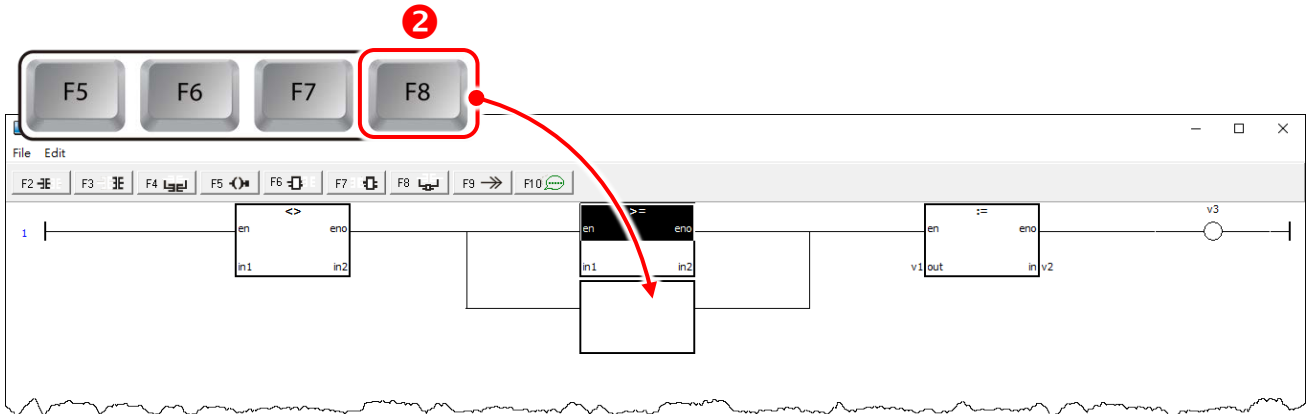 2
F5 F6 F7 F8
File Edit
F2 F3 F4 F5 F6 F7 F8 F9 F10
<> >= := v3
1 en eno en eno en eno
in1 in2 in1 in2 v1 out in v2